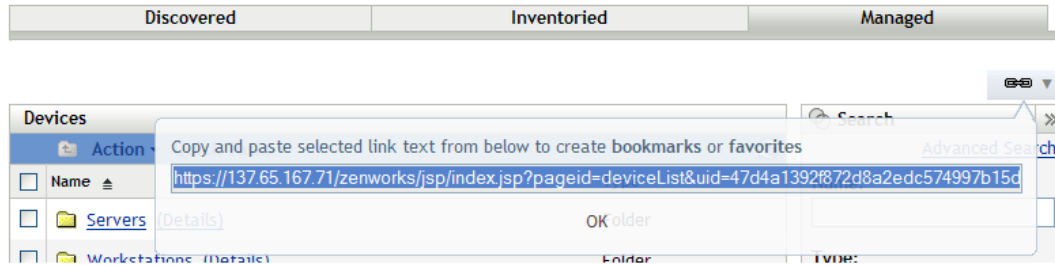 Discovered Inventoried Managed
Devices Search
Action Advanced Search
Copy and paste selected link text from below to create bookmarks or favorites
https://137.65.167.71/zenworks/jsp/index.jsp?pageid=deviceList&uid=47d4a1392f872d8a2edc574997b15d
Name
Servers (Details) Folder
OK
Workstations (Details) Folder Type: